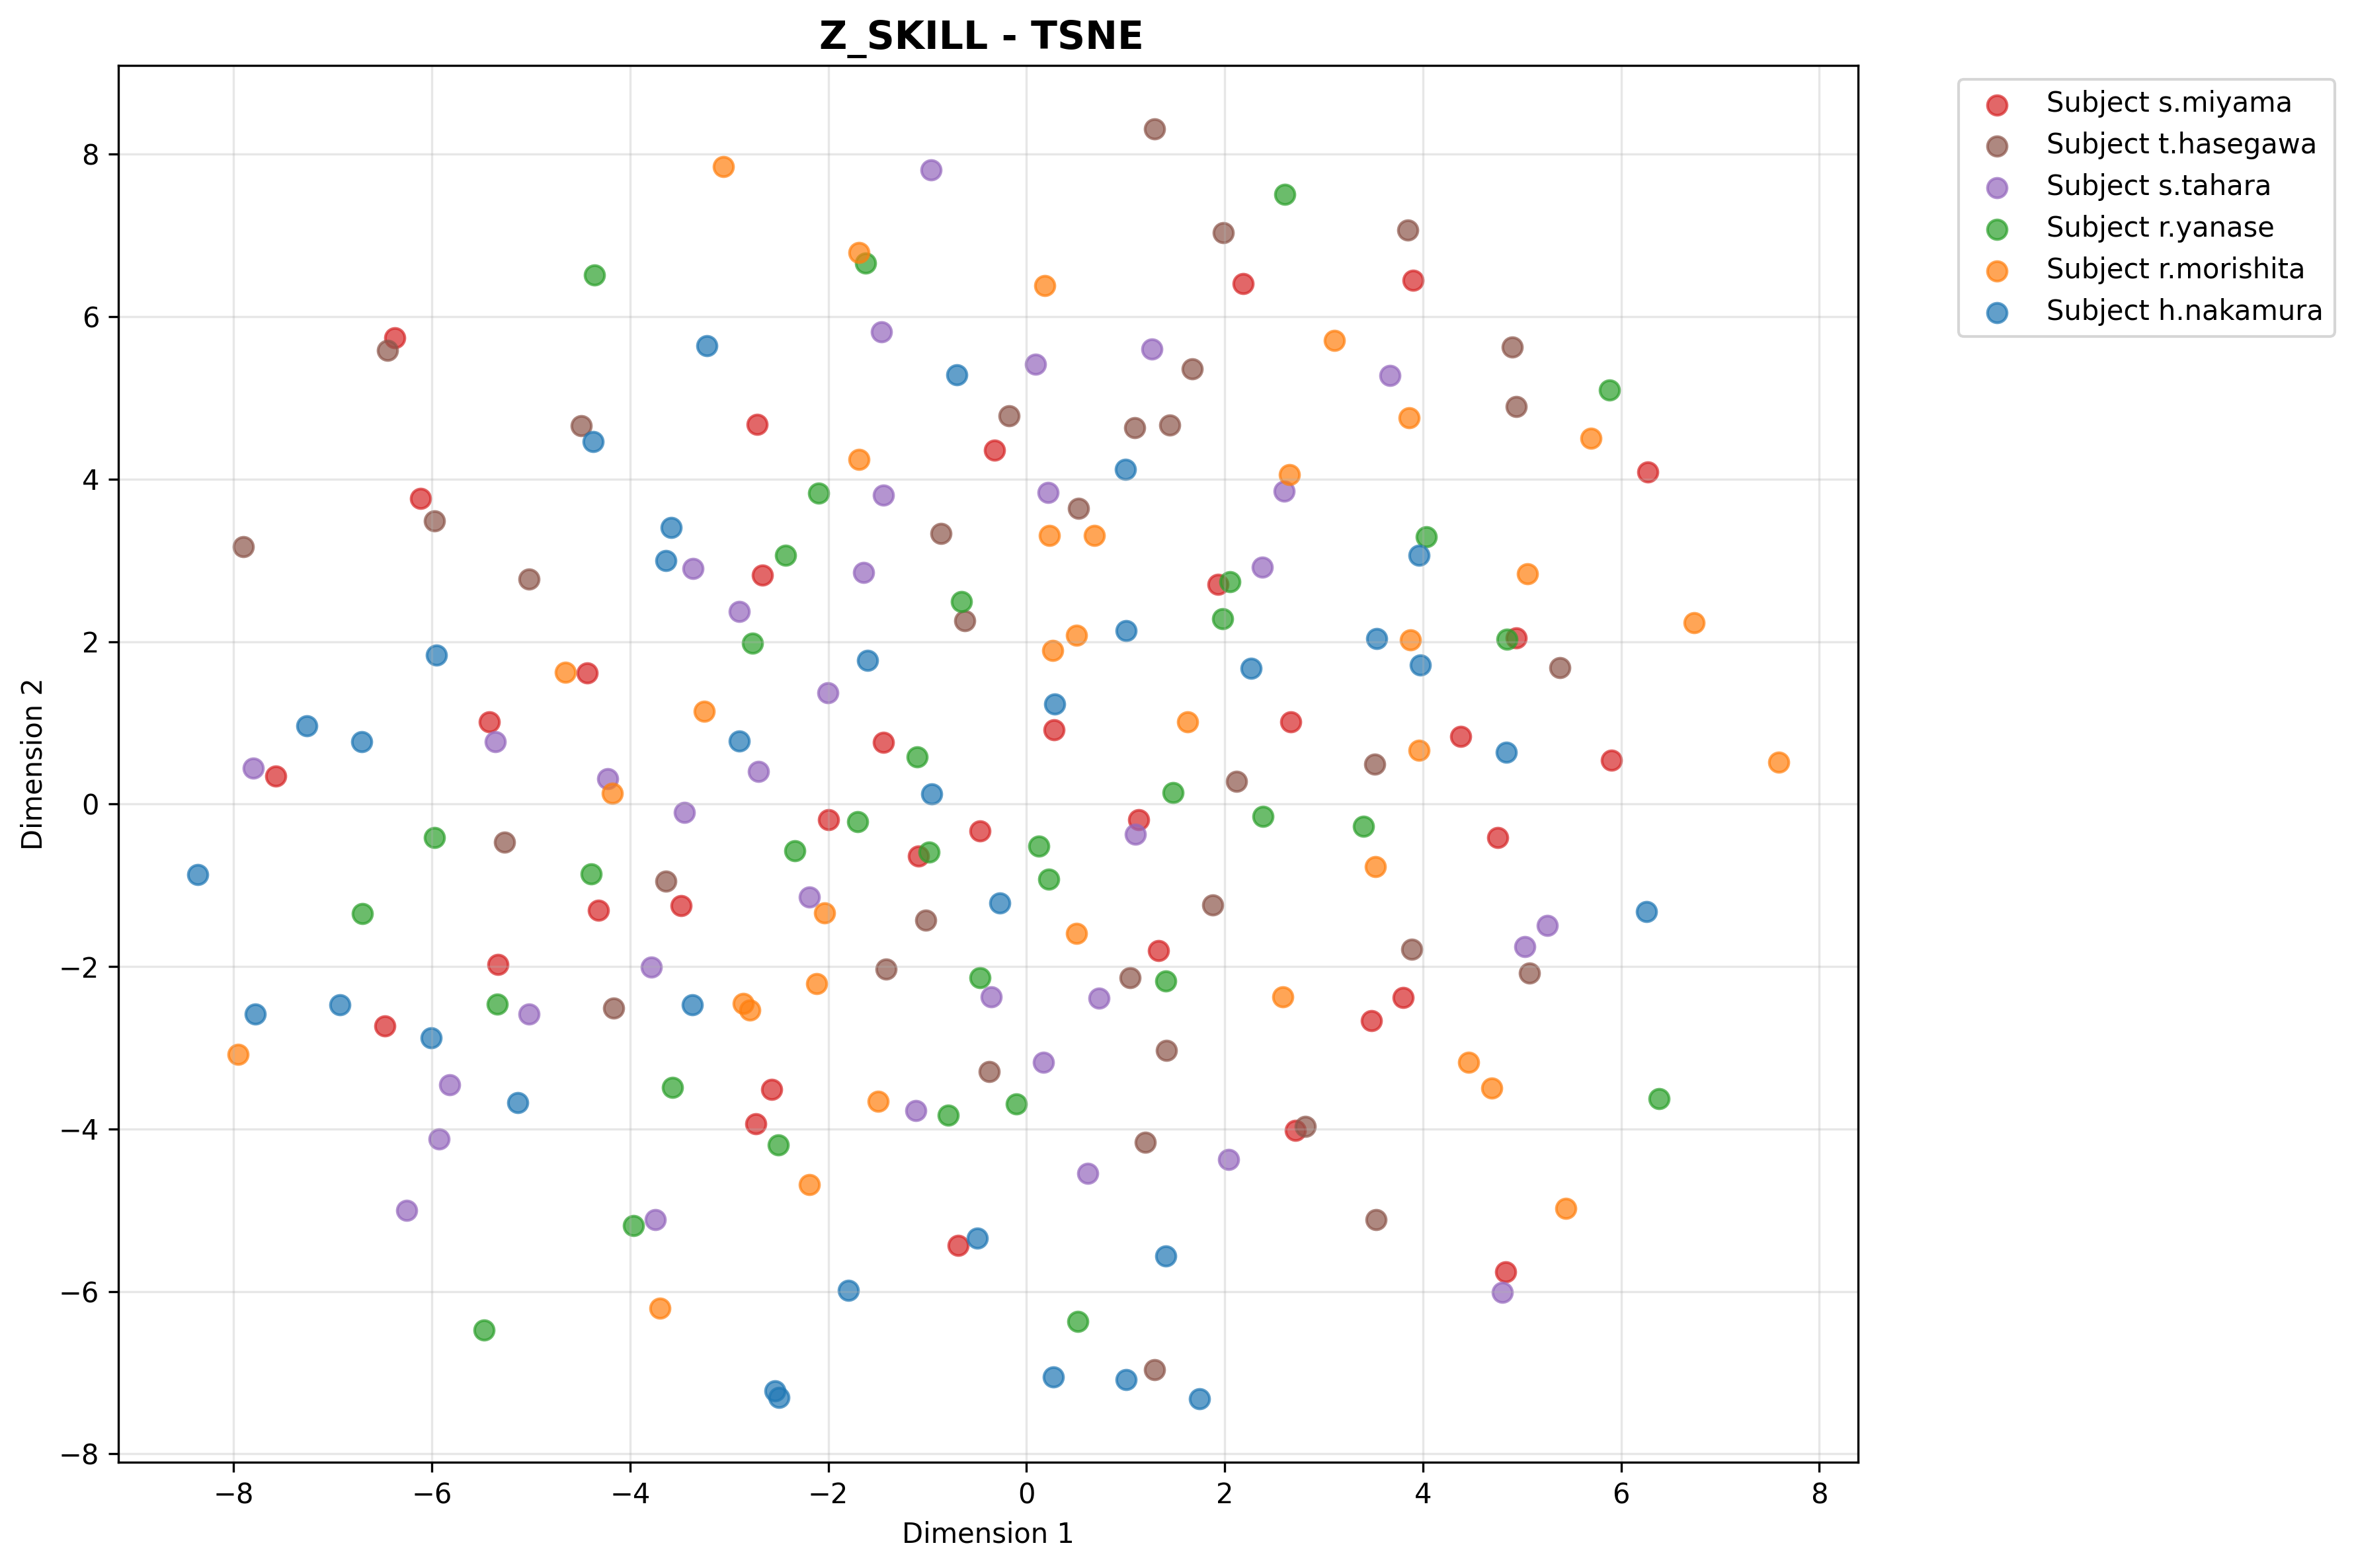 Z_SKILL - TSNE
Subject s.miyama
Subject t.hasegawa
Subject s.tahara
Subject r.yanase
Subject r.morishita
Subject h.nakamura
8
6
4
2
0
−2
−4
−6
−8
Dimension 2
−8 −6 −4 −2 0 2 4 6 8
Dimension 1